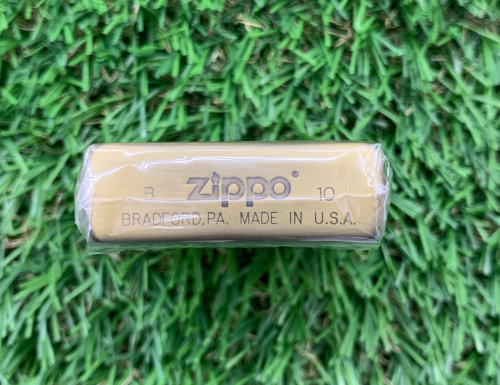 B zippo® 10
BRADFORD,PA. MADE IN U.S.A.